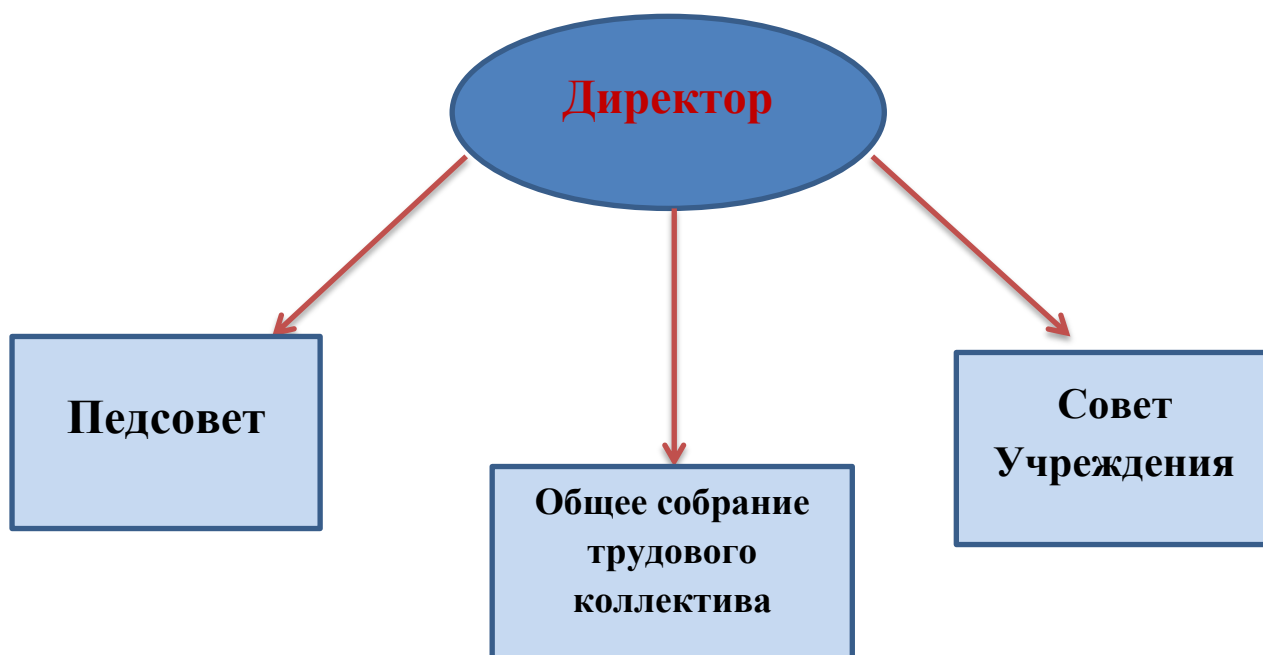 Директор
Педсовет
Общее собрание
трудового
коллектива
Совет
Учреждения